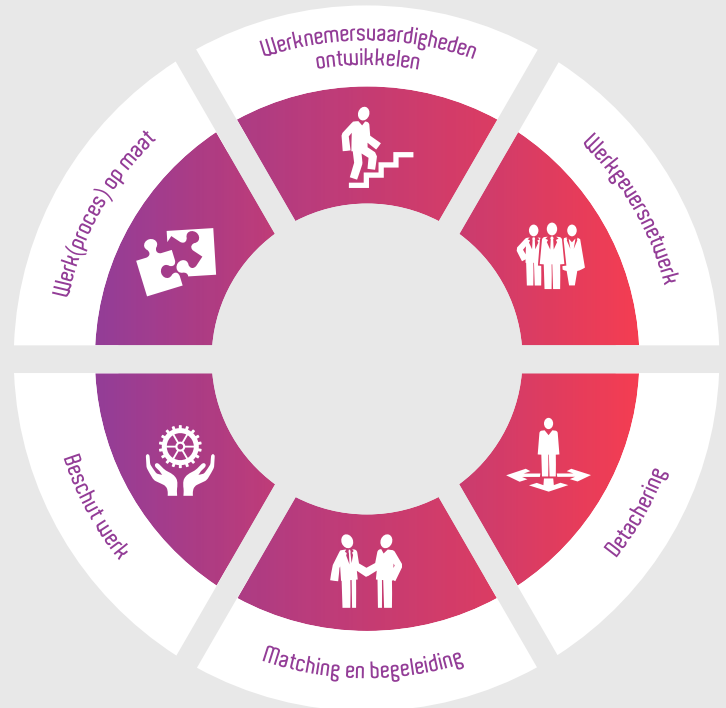 Werknemersvaardigheden
ontwikkelen
Werkgeversnetwerk
Detachering
Matching en begeleiding
Beschut werk
Werk(proces) op maat